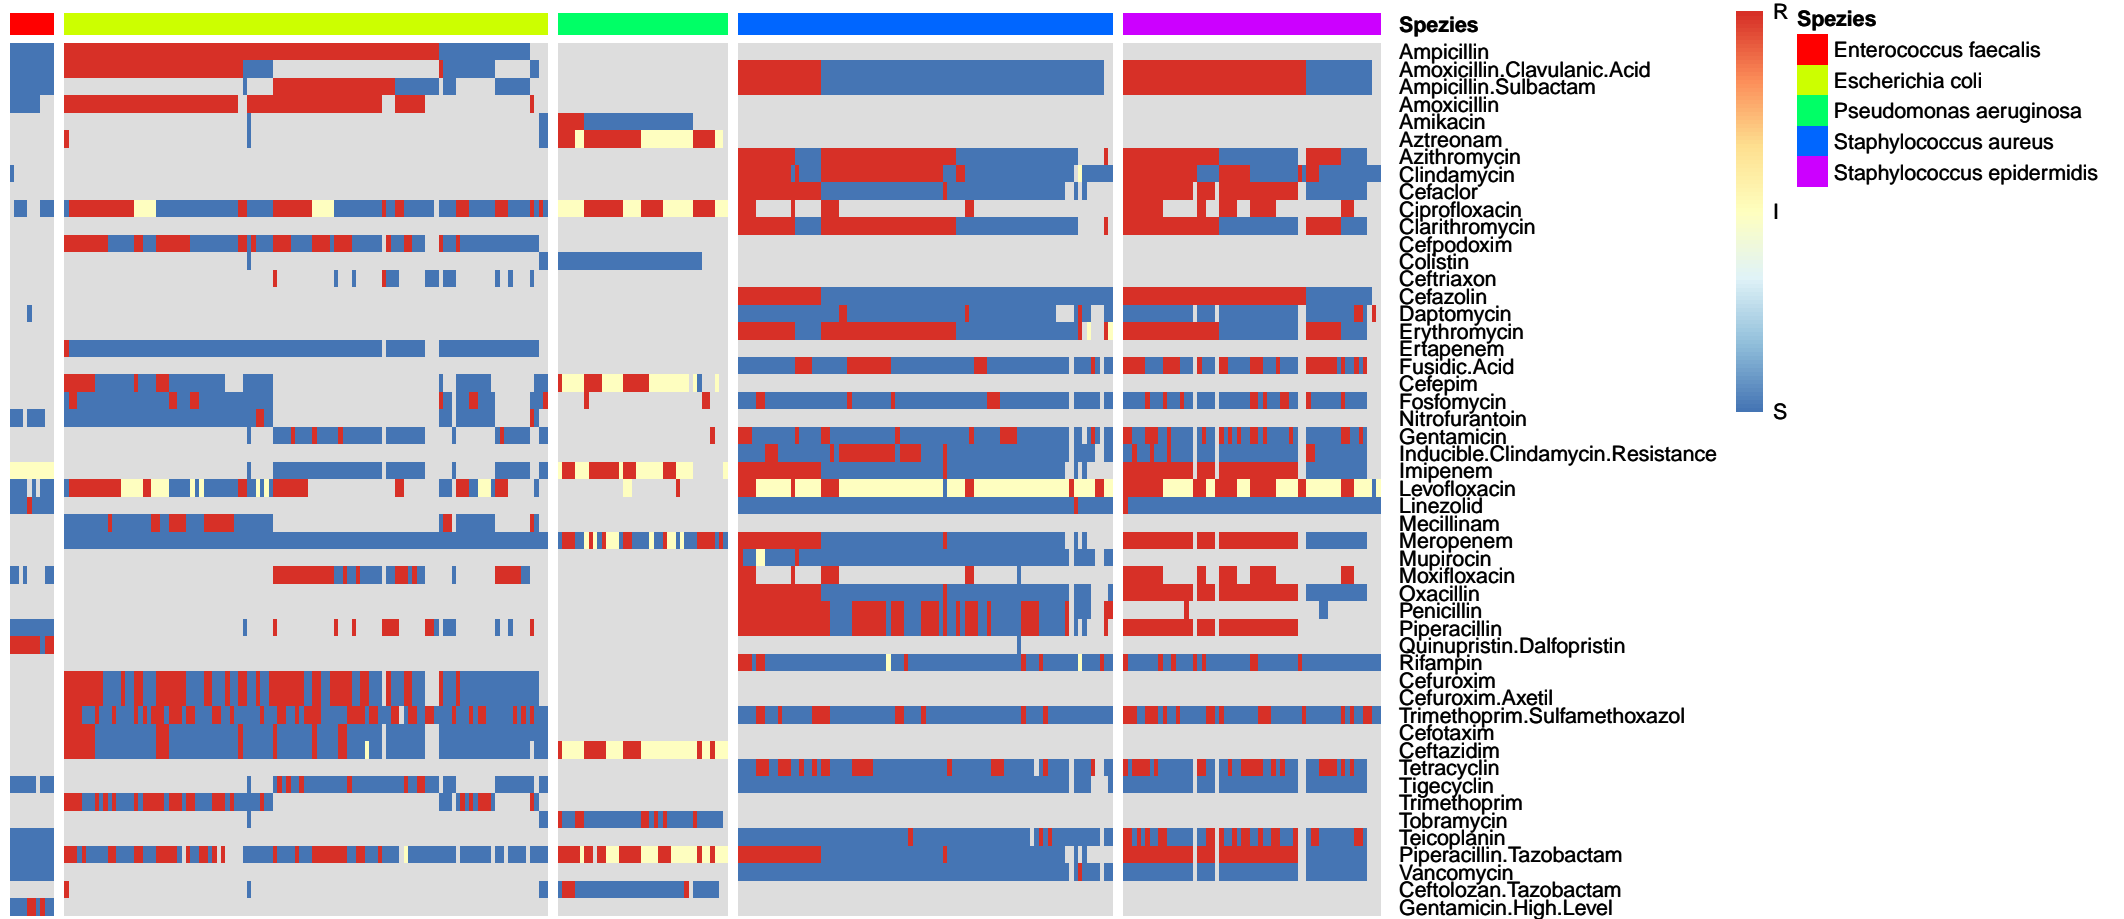 Spezies
Ampicillin
Amoxicillin.Clavulanic.Acid
Ampicillin.Sulbactam
Amoxicillin
Amikacin
Aztreonam
Azithromycin
Clindamycin
Cefaclor
Ciprofloxacin
Clarithromycin
Cefpodoxim
Colistin
Ceftriaxon
Cefazolin
Daptomycin
Erythromycin
Ertapenem
Fusidic.Acid
Cefepim
Fosfomycin
Nitrofurantoin
Gentamicin
Inducible.Clindamycin.Resistance
Imipenem
Levofloxacin
Linezolid
Mecillinam
Meropenem
Mupirocin
Moxifloxacin
Oxacillin
Penicillin
Piperacillin
Quinupristin.Dalfopristin
Rifampin
Cefuroxim
Cefuroxim.Axetil
Trimethoprim.Sulfamethoxazol
Cefotaxim
Ceftazidim
Tetracyclin
Tigecyclin
Trimethoprim
Tobramycin
Teicoplanin
Piperacillin.Tazobactam
Vancomycin
Ceftolozan.Tazobactam
Gentamicin.High.Level
R
I
S
Spezies
Enterococcus faecalis
Escherichia coli
Pseudomonas aeruginosa
Staphylococcus aureus
Staphylococcus epidermidis